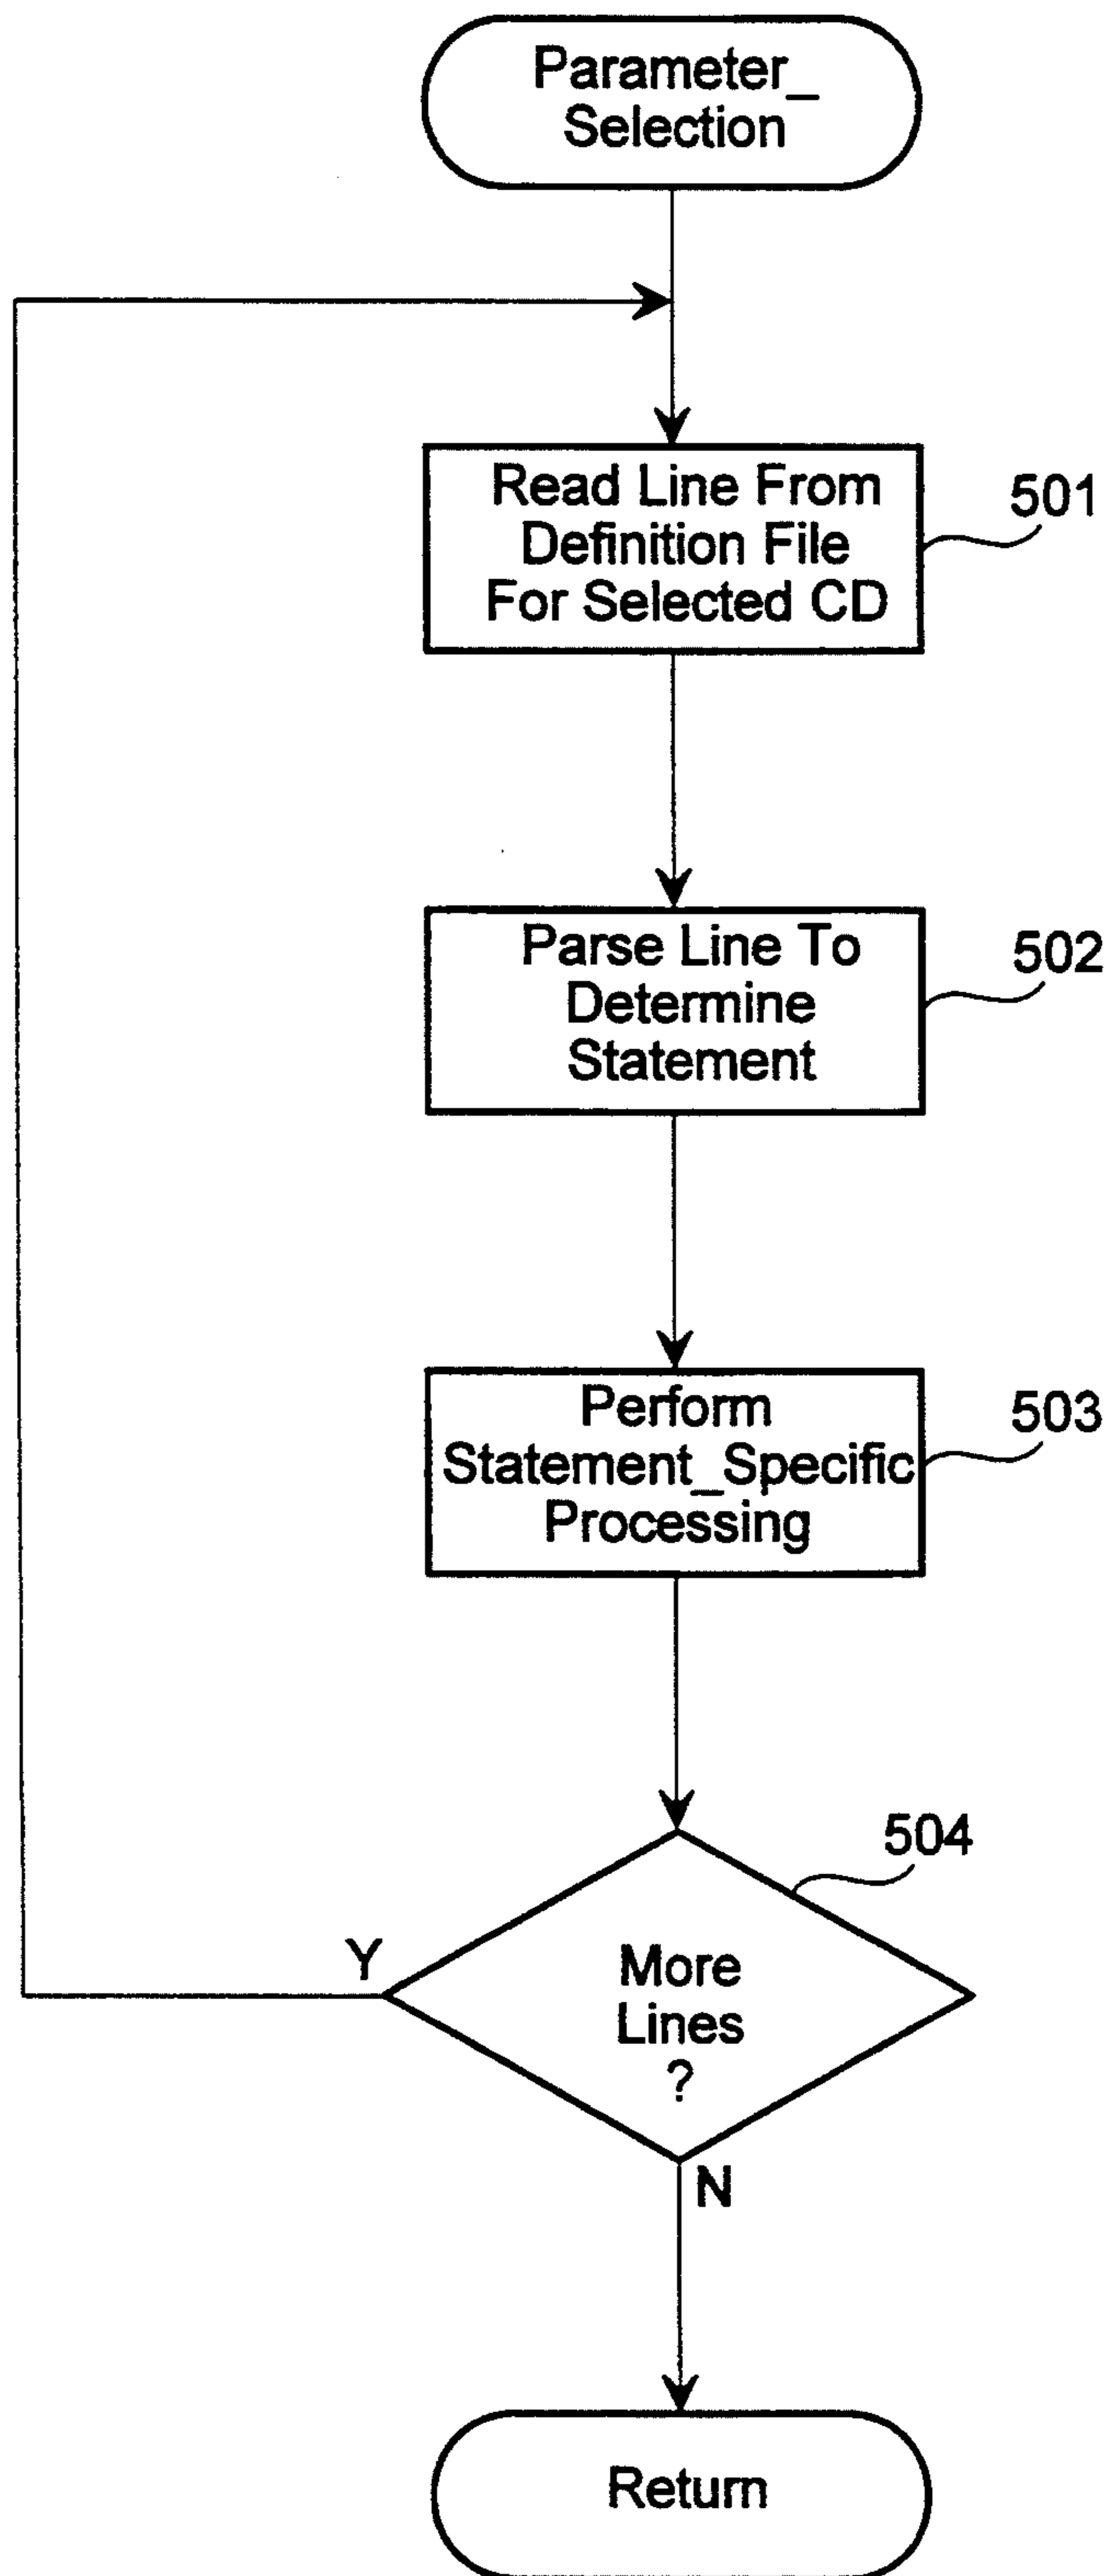 Parameter_
Selection
Read Line From
Definition File
For Selected CD
501
Parse Line To
Determine
Statement
502
Perform
Statement_Specific
Processing
503
504
Y
More
Lines
?
N
Return